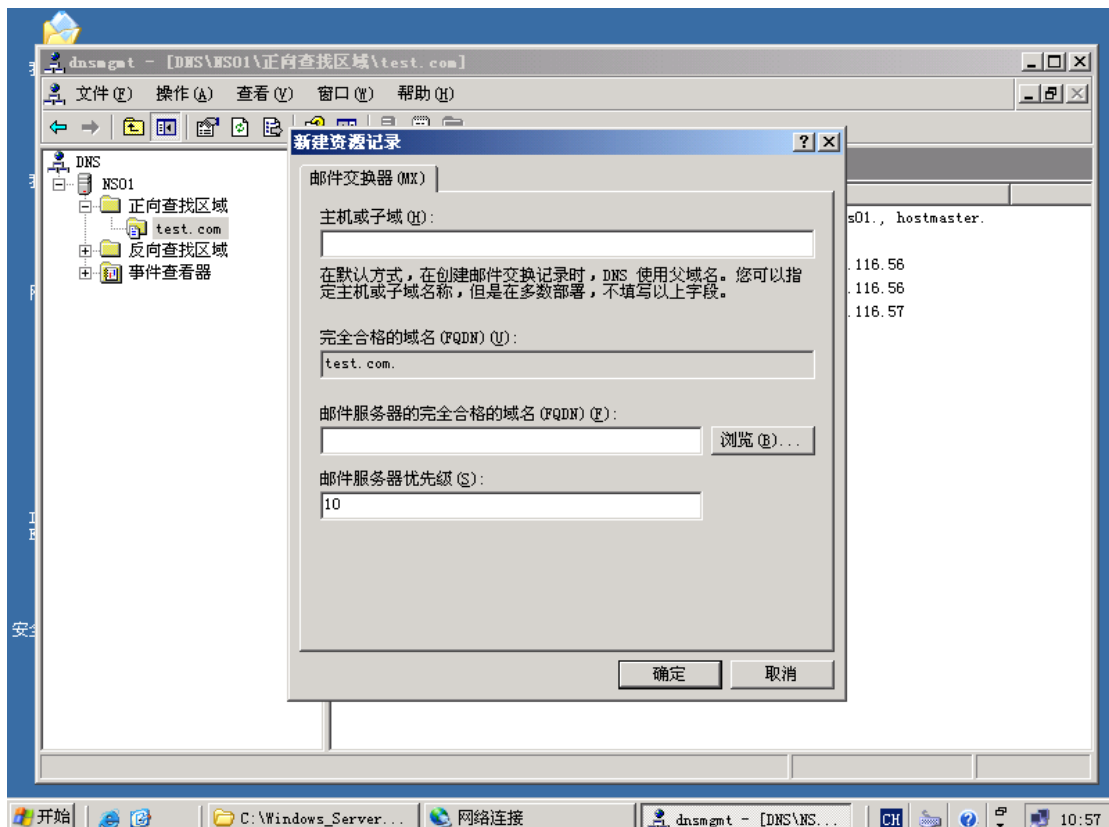 dnsmgmt - [DNS\NS01\正向查找区域\test.com]
文件(F) 操作(A) 查看(V) 窗口(W) 帮助(H)
DNS
NS01
正向查找区域
test.com
反向查找区域
事件查看器
新建资源记录
邮件交换器(MX)
主机或子域(H):
在默认方式，在创建邮件交换记录时，DNS 使用父域名。您可以指
定主机或子域名称，但是在多数部署，不填写以上字段。
完全合格的域名(FQDN)(U):
test.com.
邮件服务器的完全合格的域名(FQDN)(F):
浏览(B)...
邮件服务器优先级(S):
10
确定 取消
s01., hostmaster.
.116.56
.116.56
.116.57
安全
开始 C:\Windows_Server... 网络连接 dnsmgmt - [DNS\NS... CH 10:57